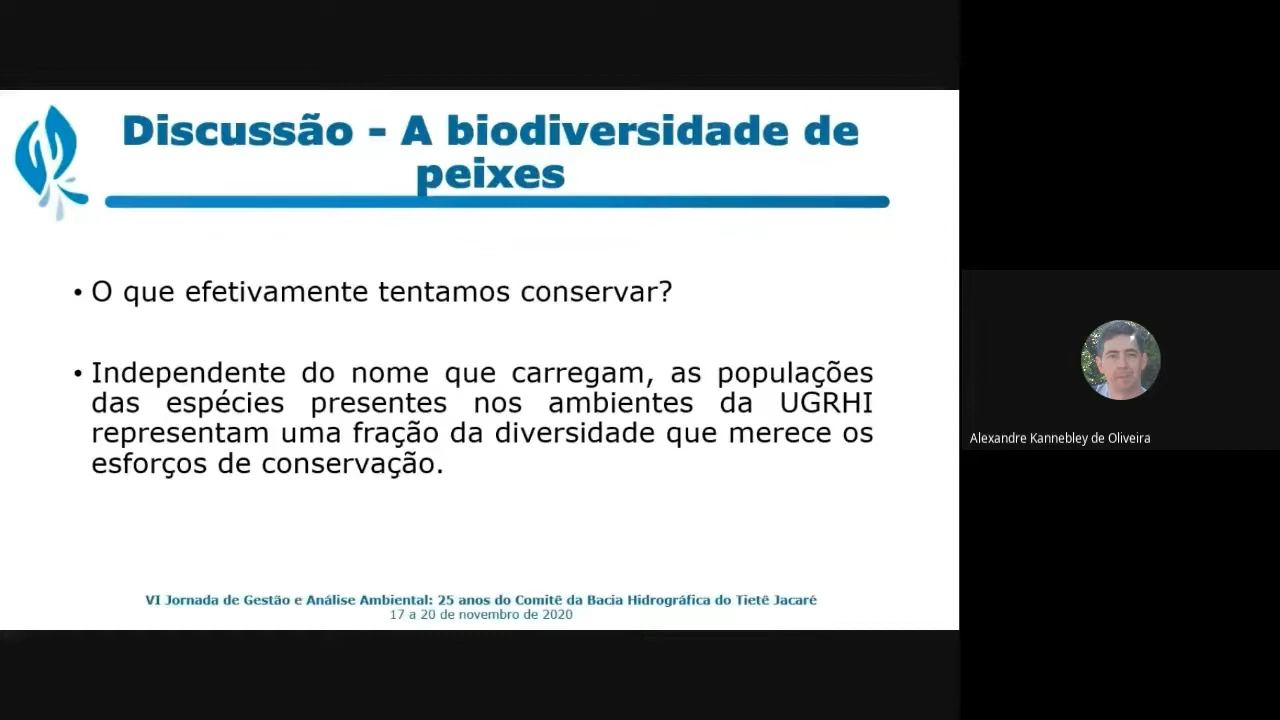 Discussão - A biodiversidade de
peixes
• O que efetivamente tentamos conservar?
• Independente do nome que carregam, as populações
das espécies presentes nos ambientes da UGRHI
representam uma fração da diversidade que merece os
esforços de conservação.
VI Jornada de Gestão e Análise Ambiental: 25 anos do Comitê da Bacia Hidrográfica do Tietê Jacaré
17 a 20 de novembro de 2020
Alexandre Kannebley de Oliveira